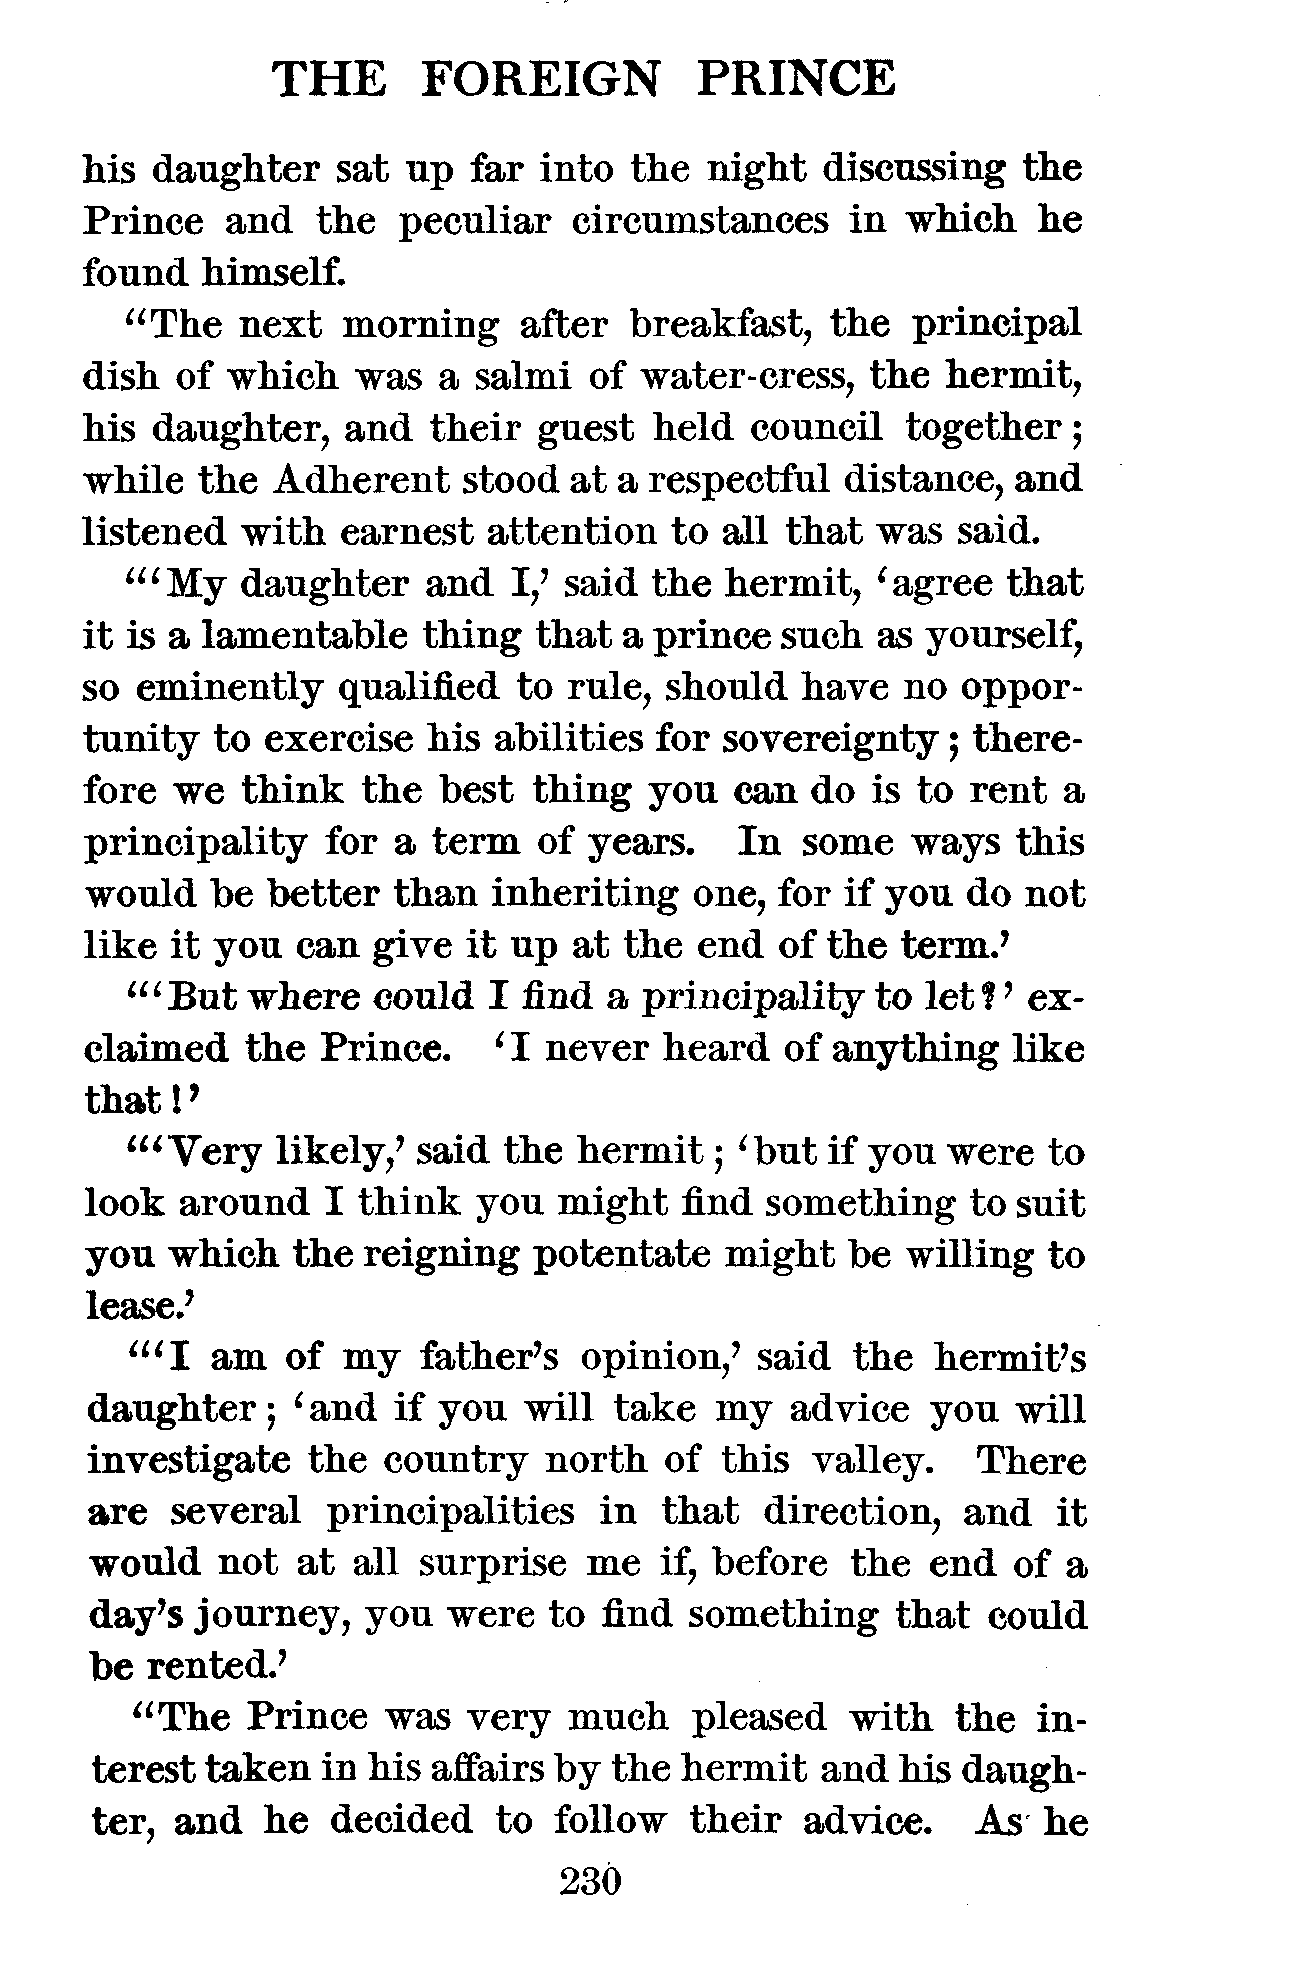 THE FOREIGN PRINCE
his daughter sat up far into the night discussing the
Prince and the peculiar circumstances in which he
found himself.
“The next morning after breakfast, the principal
dish of which was a salmi of water-cress, the hermit,
his daughter, and their guest held council together;
while the Adherent stood at a respectful distance, and
listened with earnest attention to all that was said.
“‘My daughter and I,’ said the hermit, ‘agree that
it is a lamentable thing that a prince such as yourself,
so eminently qualified to rule, should have no oppor-
tunity to exercise his abilities for sovereignty; there-
fore we think the best thing you can do is to rent a
principality for a term of years. In some ways this
would be better than inheriting one, for if you do not
like it you can give it up at the end of the term.’
“‘But where could I find a principality to let?’ ex-
claimed the Prince. ‘I never heard of anything like
that!’
“‘Very likely,’ said the hermit; ‘but if you were to
look around I think you might find something to suit
you which the reigning potentate might be willing to
lease.’
“‘I am of my father’s opinion,’ said the hermit’s
daughter; ‘and if you will take my advice you will
investigate the country north of this valley. There
are several principalities in that direction, and it
would not at all surprise me if, before the end of a
day’s journey, you were to find something that could
be rented.’
“The Prince was very much pleased with the in-
terest taken in his affairs by the hermit and his daugh-
ter, and he decided to follow their advice. As he
230